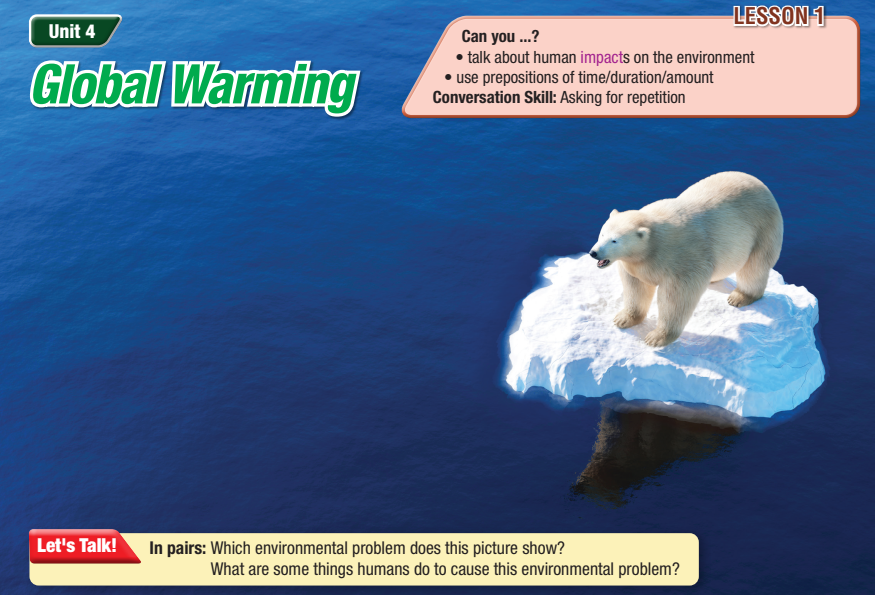 Unit 4
Global Warming
LESSON 1
Can you ...?
• talk about human impacts on the environment
• use prepositions of time/duration/amount
Conversation Skill: Asking for repetition
Let's Talk!
In pairs: Which environmental problem does this picture show?
What are some things humans do to cause this environmental problem?